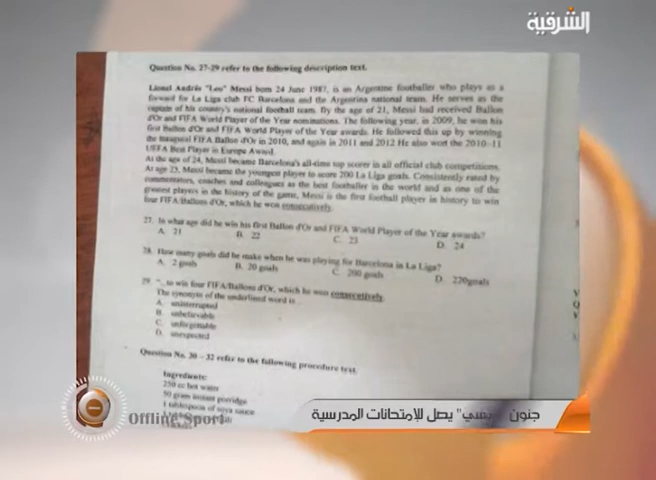 الشرقية
Question No. 27-29 refer to the following description text.
Lionel Andrés "Leo" Messi born 24 June 1987, is an Argentine footballer who plays as a
forward for La Liga club FC Barcelona and the Argentina national team. He serves as the
captain of his country's national football team. By the age of 21, Messi had received Ballon
d'Or and FIFA World Player of the Year nominations. The following year, in 2009, he won his
first Ballon d'Or and FIFA World Player of the Year awards. He followed this up by winning
the inaugural FIFA Ballon d'Or in 2010, and again in 2011 and 2012 He also won the 2010-11
UEFA Best Player in Europe Award.
At the age of 24, Messi became Barcelona's all-time top scorer in all official club competitions.
At age 25, Messi became the youngest player to score 200 La Liga goals. Consistently rated by
commentators, coaches and colleagues as the best footballer in the world and as one of the
greatest players in the history of the game, Messi is the first football player in history to win
four FIFA/Ballons d'Or, which he won consecutively.
27. In what age did he win his first Ballon d'Or and FIFA World Player of the Year awards?
A. 21 B. 22 C. 23 D. 24
28. How many goals did he make when he was playing for Barcelona in La Liga?
A. 2 goals B. 20 goals C. 200 goals D. 220goals
29. "... to win four FIFA/Ballons d'Or, which he won consecutively.
The synonym of the underlined word is
A. uninterrupted
B. unbelievable
C. unforgettable
D. unexpected
Question No. 30 - 32 refer to the following procedure text.
Ingredients:
250 cc hot water
50 gram instant porridge
1 tablespoon of soya sauce
Offline Sport
جنون "ميسي" يصل للإمتحانات المدرسية